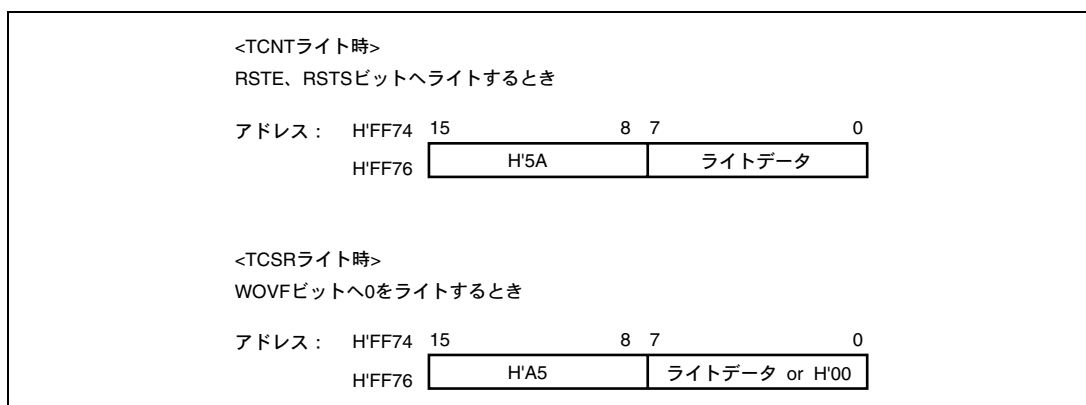 <TCNTライト時>
RSTE、RSTSビットへライトするとき
アドレス： H'FF74 15 8 7 0
H'FF76 H'5A ライトデータ
<TCSRライト時>
WOVFビットへ0をライトするとき
アドレス： H'FF74 15 8 7 0
H'FF76 H'A5 ライトデータ or H'00